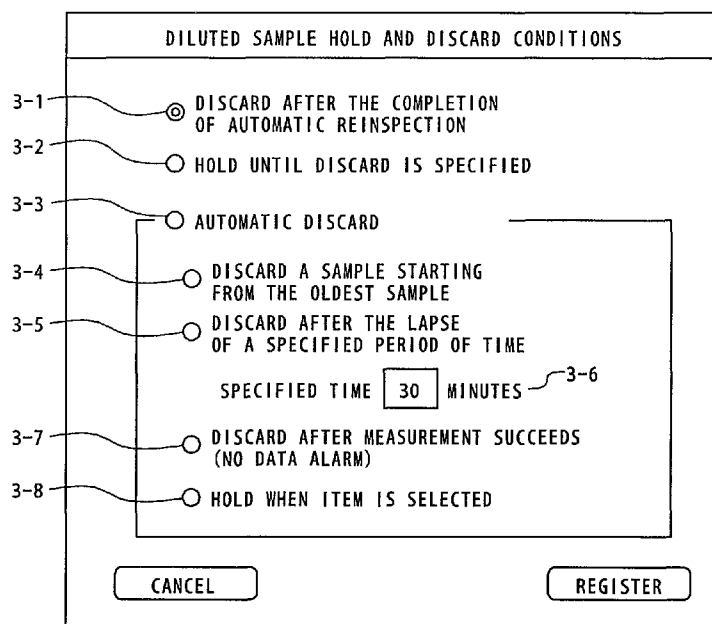 DILUTED SAMPLE HOLD AND DISCARD CONDITIONS
3-1
DISCARD AFTER THE COMPLETION
OF AUTOMATIC REINSPECTION
3-2
HOLD UNTIL DISCARD IS SPECIFIED
3-3
AUTOMATIC DISCARD
3-4
DISCARD A SAMPLE STARTING
FROM THE OLDEST SAMPLE
3-5
DISCARD AFTER THE LAPSE
OF A SPECIFIED PERIOD OF TIME
SPECIFIED TIME 30 MINUTES 3-6
3-7
DISCARD AFTER MEASUREMENT SUCCEEDS
(NO DATA ALARM)
3-8
HOLD WHEN ITEM IS SELECTED
CANCEL REGISTER